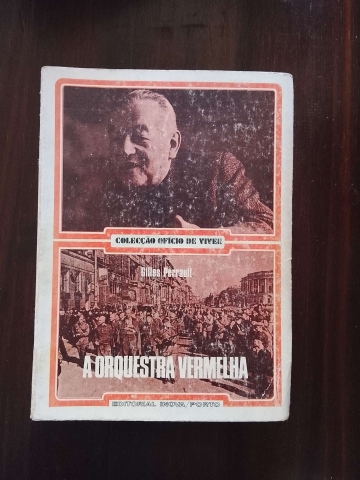 COLECÇÃO OFÍCIO DE VIVER
Gilles Perrault
A ORQUESTRA VERMELHA
EDITORIAL INOVA/PORTO